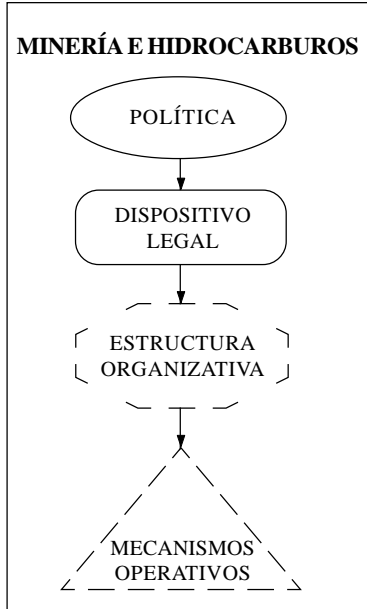 MINERÍA E HIDROCARBUROS
POLÍTICA
DISPOSITIVO
LEGAL
ESTRUCTURA
ORGANIZATIVA
MECANISMOS
OPERATIVOS